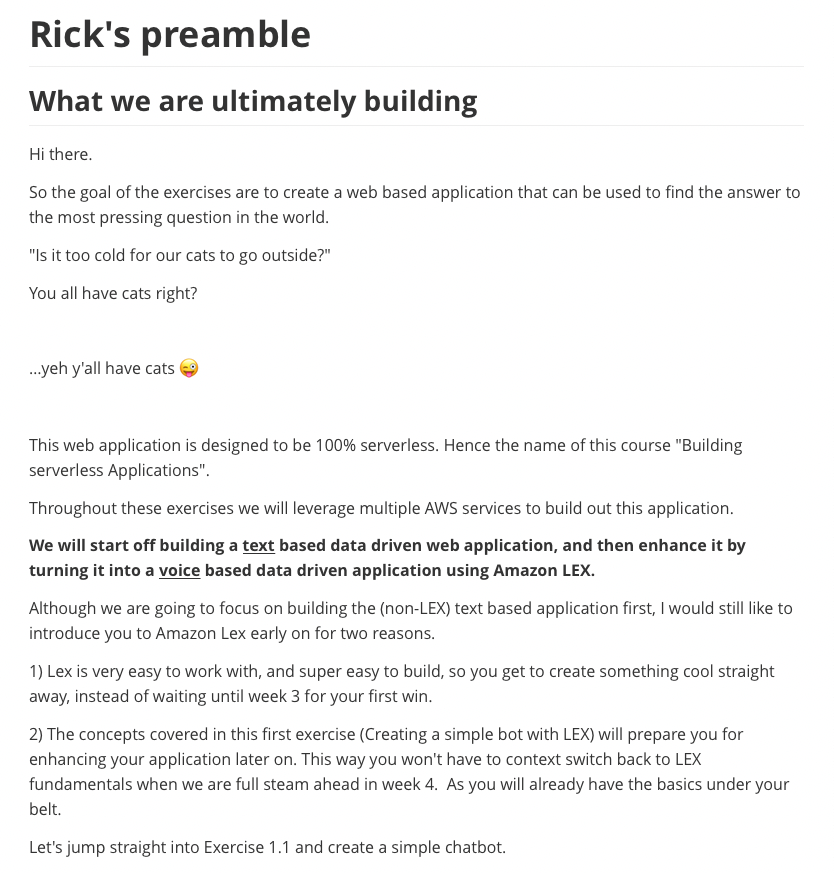 Rick's preamble
What we are ultimately building
Hi there.
So the goal of the exercises are to create a web based application that can be used to find the answer to
the most pressing question in the world.
"Is it too cold for our cats to go outside?"
You all have cats right?
...yeh y'all have cats 😜
This web application is designed to be 100% serverless. Hence the name of this course "Building
serverless Applications".
Throughout these exercises we will leverage multiple AWS services to build out this application.
We will start off building a text based data driven web application, and then enhance it by
turning it into a voice based data driven application using Amazon LEX.
Although we are going to focus on building the (non-LEX) text based application first, I would still like to
introduce you to Amazon Lex early on for two reasons.
1) Lex is very easy to work with, and super easy to build, so you get to create something cool straight
away, instead of waiting until week 3 for your first win.
2) The concepts covered in this first exercise (Creating a simple bot with LEX) will prepare you for
enhancing your application later on. This way you won't have to context switch back to LEX
fundamentals when we are full steam ahead in week 4.  As you will already have the basics under your
belt.
Let's jump straight into Exercise 1.1 and create a simple chatbot.